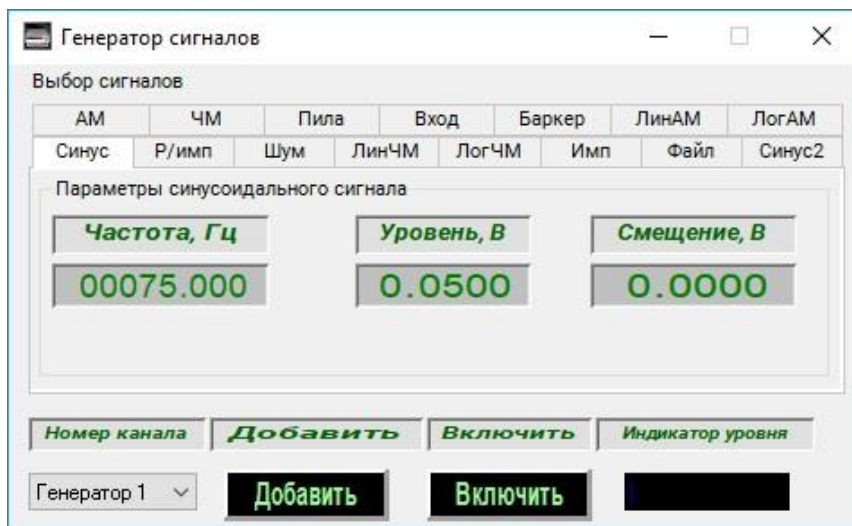 Генератор сигналов
Выбор сигналов
АМ ЧМ Пила Вход Баркер ЛинАМ ЛогАМ
Синус Р/имп Шум ЛинЧМ ЛогЧМ Имп Файл Синус2
Параметры синусоидального сигнала
Частота, Гц Уровень, В Смещение, В
00075.000 0.0500 0.0000
Номер канала Добавить Включить Индикатор уровня
Генератор 1 Добавить Включить